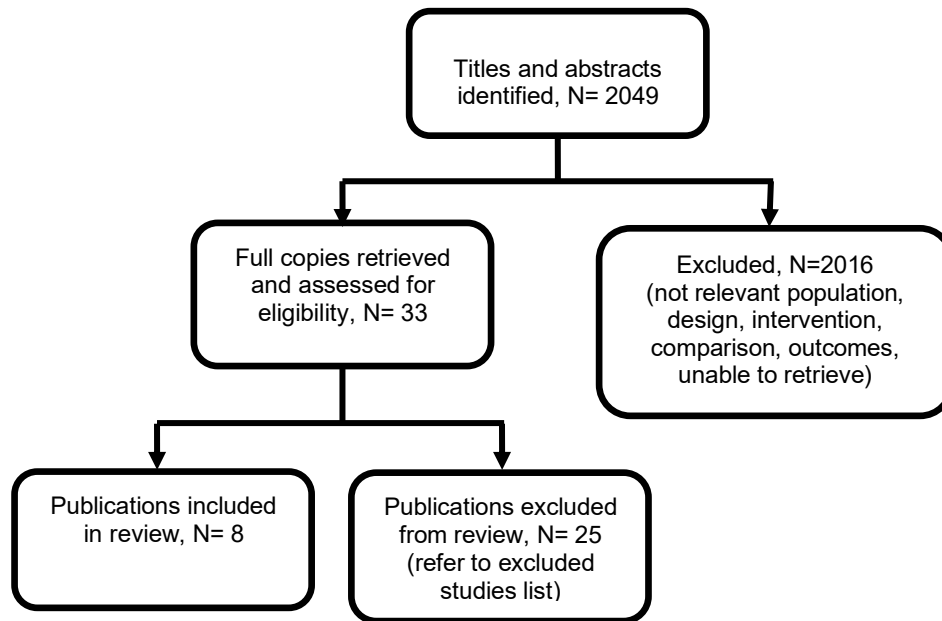 Titles and abstracts
identified, N= 2049
Full copies retrieved
and assessed for
eligibility, N= 33
Excluded, N=2016
(not relevant population,
design, intervention,
comparison, outcomes,
unable to retrieve)
Publications included
in review, N= 8
Publications excluded
from review, N= 25
(refer to excluded
studies list)